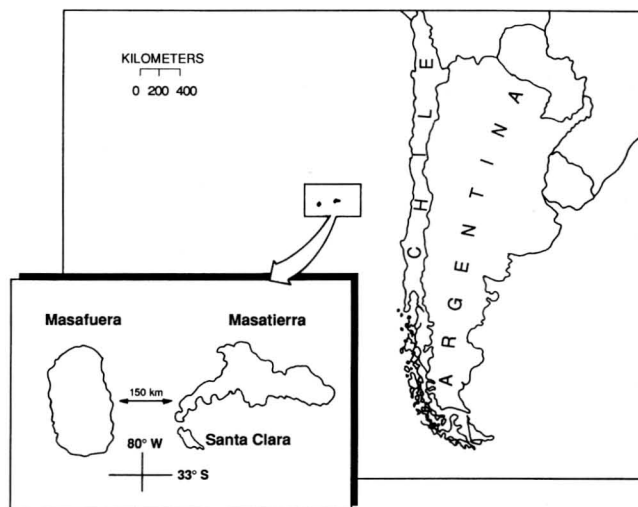 KILOMETERS
0 200 400
CHILE
ARGENTINA
Masafuera
Masatierra
150 km
Santa Clara
80° W
33° S